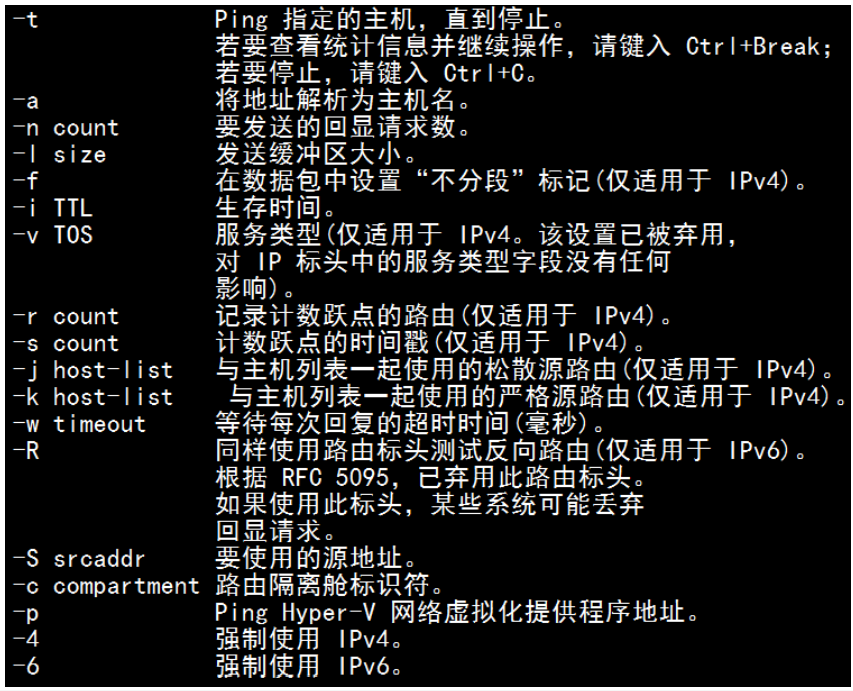 -t Ping 指定的主机，直到停止。
若要查看统计信息并继续操作，请键入 Ctrl+Break；
若要停止，请键入 Ctrl+C。
-a 将地址解析为主机名。
-n count 要发送的回显请求数。
-l size 发送缓冲区大小。
-f 在数据包中设置“不分段”标记(仅适用于 IPv4)。
-i TTL 生存时间。
-v TOS 服务类型(仅适用于 IPv4。该设置已被弃用，
对 IP 标头中的服务类型字段没有任何
影响)。
-r count 记录计数跃点的路由(仅适用于 IPv4)。
-s count 计数跃点的时间戳(仅适用于 IPv4)。
-j host-list 与主机列表一起使用的松散源路由(仅适用于 IPv4)。
-k host-list 与主机列表一起使用的严格源路由(仅适用于 IPv4)。
-w timeout 等待每次回复的超时时间(毫秒)。
-R 同样使用路由标头测试反向路由(仅适用于 IPv6)。
根据 RFC 5095，已弃用此路由标头。
如果使用此标头，某些系统可能丢弃
回显请求。
-S srcaddr 要使用的源地址。
-c compartment 路由隔离舱标识符。
-p Ping Hyper-V 网络虚拟化提供程序地址。
-4 强制使用 IPv4。
-6 强制使用 IPv6。